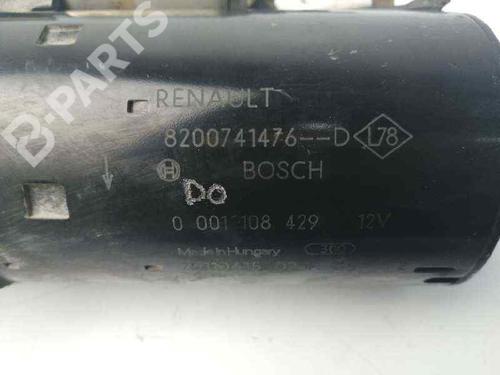 B-PARTS
RENAULT
8200741476--D L78
BOSCH
DO
0 001 108 429 12V
Made in Hungary